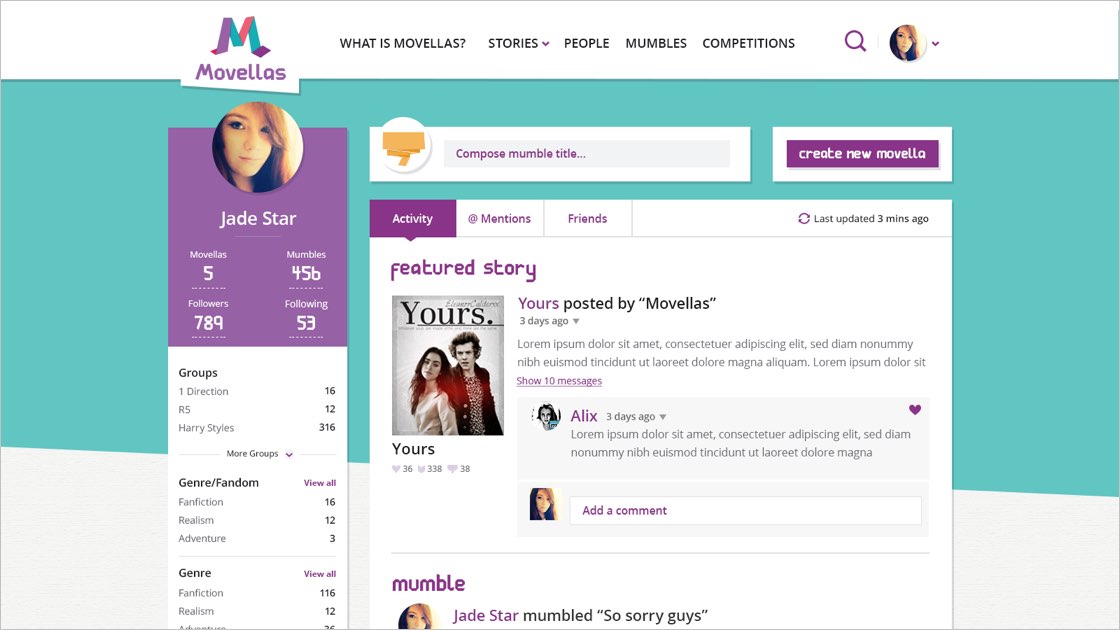 Movellas
WHAT IS MOVELLAS?
STORIES
PEOPLE
MUMBLES
COMPETITIONS
Jade Star
Movellas
Mumbles
5
456
Followers
Following
789
53
Groups
1 Direction 16
R5 12
Harry Styles 316
More Groups
Genre/Fandom View all
Fanfiction 16
Realism 12
Adventure 3
Genre View all
Fanfiction 116
Realism 12
Adventure 36
Compose mumble title...
create new movella
Activity
@ Mentions
Friends
Last updated 3 mins ago
featured story
Yours.
Yours
36 338 38
Yours posted by “Movellas”
3 days ago
Lorem ipsum dolor sit amet, consectetuer adipiscing elit, sed diam nonummy
nibh euismod tincidunt ut laoreet dolore magna aliquam. Lorem ipsum dolor sit
Show 10 messages
Alix 3 days ago
Lorem ipsum dolor sit amet, consectetuer adipiscing elit, sed diam
nonummy nibh euismod tincidunt ut laoreet dolore magna
Add a comment
mumble
Jade Star mumbled “So sorry guys”